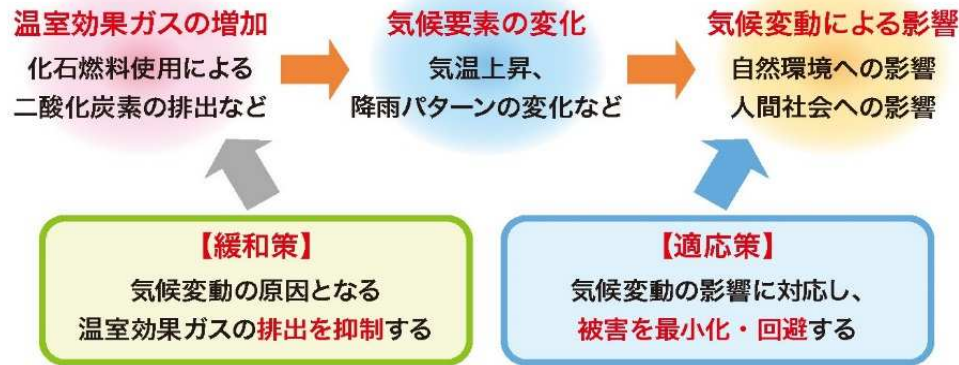 温室効果ガスの増加
化石燃料使用による
二酸化炭素の排出など
気候要素の変化
気温上昇、
降雨パターンの変化など
気候変動による影響
自然環境への影響
人間社会への影響
【緩和策】
気候変動の原因となる
温室効果ガスの排出を抑制する
【適応策】
気候変動の影響に対応し、
被害を最小化・回避する